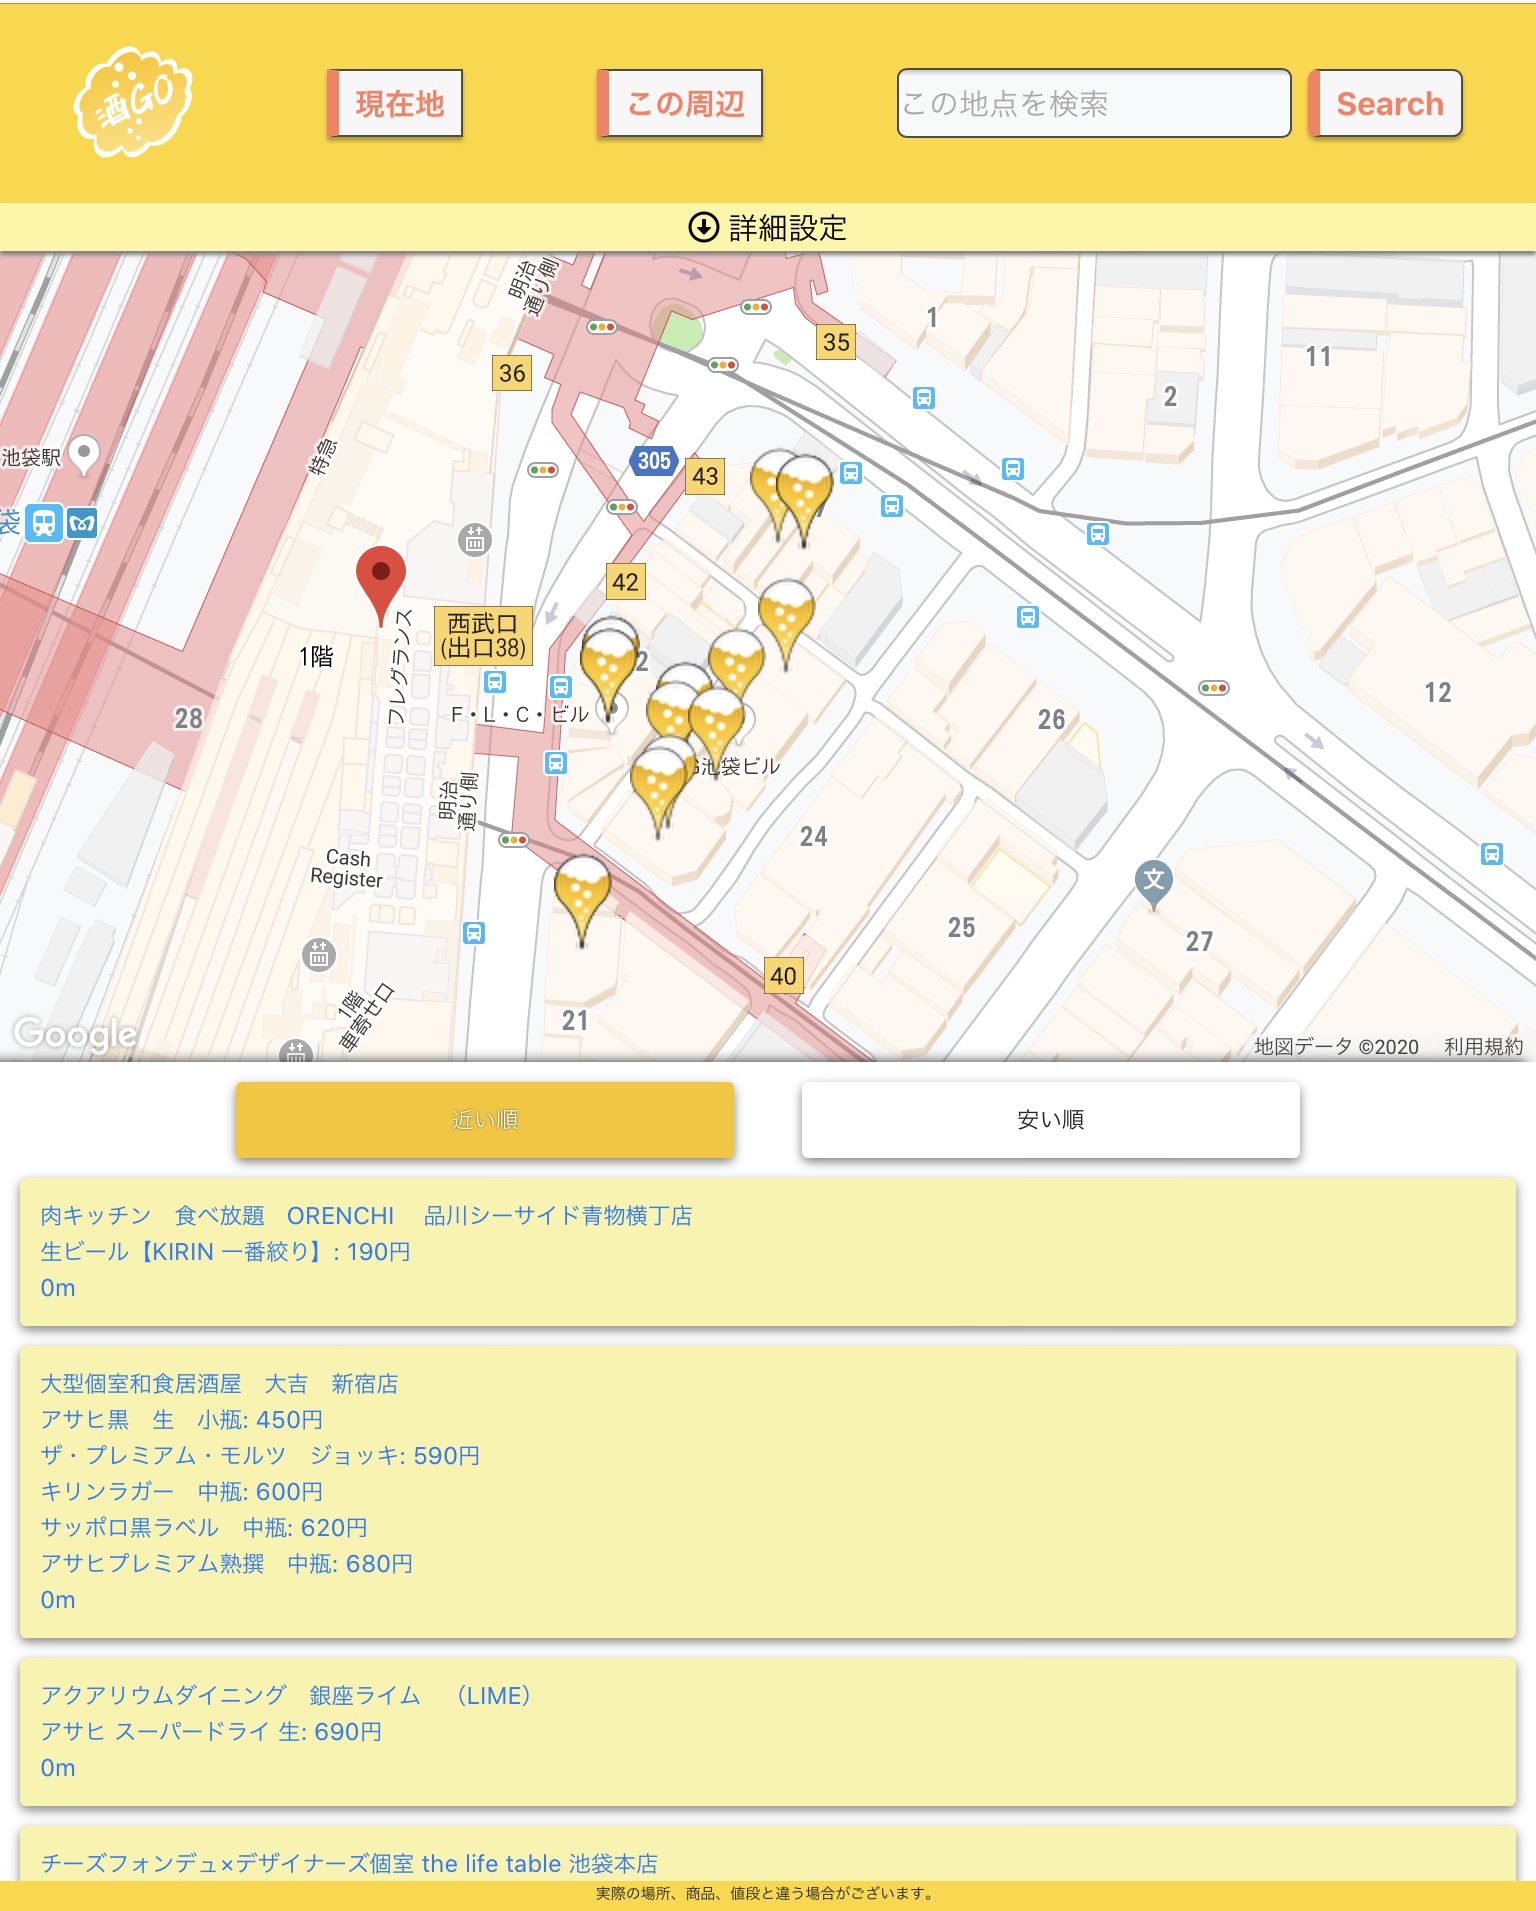 酒GO
現在地
この周辺
この地点を検索
Search
詳細設定
明治
通り側
1
35
11
36
2
特急
池袋駅
305
43
袋
42
西武口
(出口38)
1階
フレグランス
2
12
28
F・L・C・ビル
26
池袋ビル
明治
通り側
24
Cash
Register
文
25
27
40
1階
車寄せ口
21
Google
地図データ ©2020
利用規約
近い順
安い順
肉キッチン　食べ放題　ORENCHI　品川シーサイド青物横丁店
生ビール【KIRIN 一番絞り】: 190円
0m
大型個室和食居酒屋　大吉　新宿店
アサヒ黒　生　小瓶: 450円
ザ・プレミアム・モルツ　ジョッキ: 590円
キリンラガー　中瓶: 600円
サッポロ黒ラベル　中瓶: 620円
アサヒプレミアム熟撰　中瓶: 680円
0m
アクアリウムダイニング　銀座ライム　（LIME）
アサヒ スーパードライ 生: 690円
0m
チーズフォンデュ×デザイナーズ個室 the life table 池袋本店
実際の場所、商品、値段と違う場合がございます。